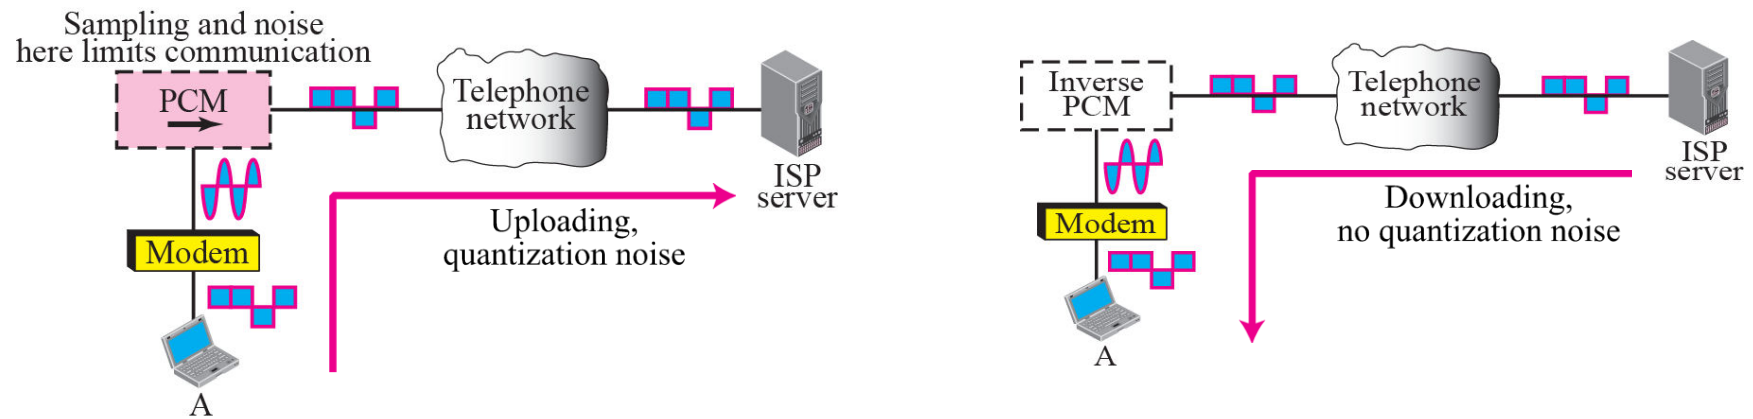 Sampling and noise
here limits communication
PCM
Telephone
network
ISP
server
Uploading,
quantization noise
Modem
A
Inverse
PCM
Telephone
network
ISP
server
Downloading,
no quantization noise
Modem
A